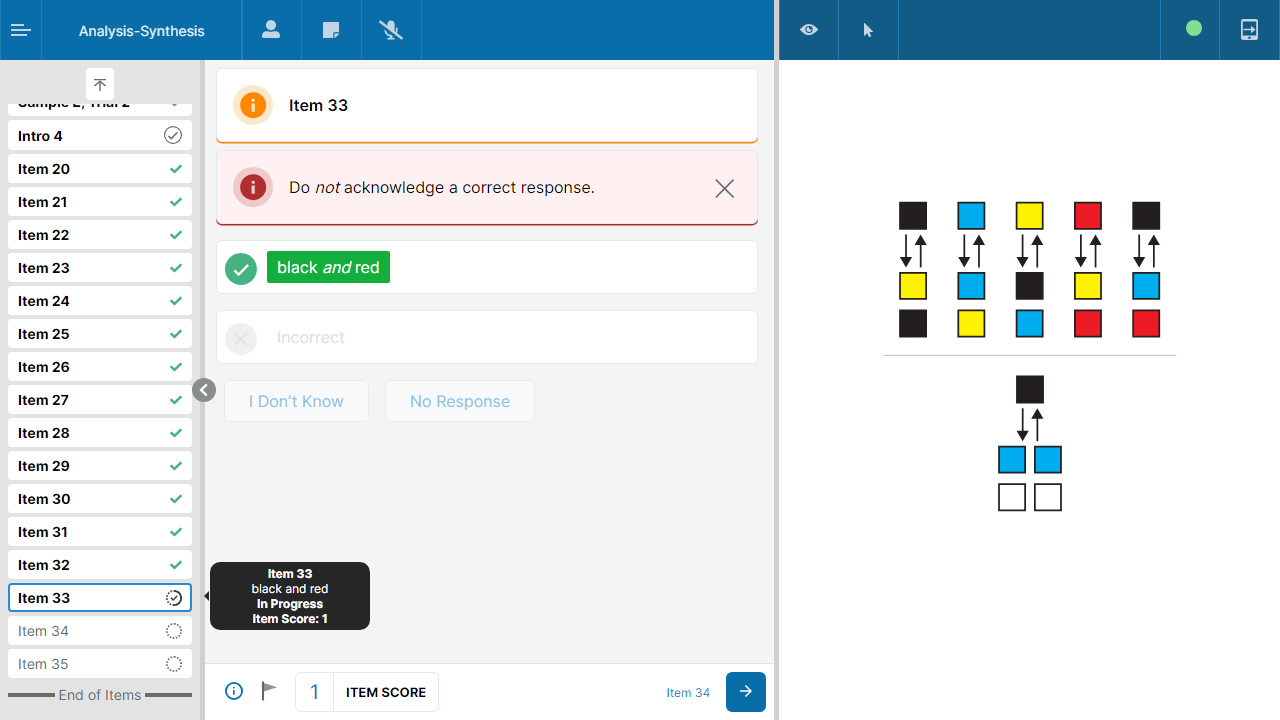 Analysis-Synthesis
Sample 2, Trial 2
Intro 4
Item 20
Item 21
Item 22
Item 23
Item 24
Item 25
Item 26
Item 27
Item 28
Item 29
Item 30
Item 31
Item 32
Item 33
Item 34
Item 35
End of Items
Item 33
Do not acknowledge a correct response.
black and red
Incorrect
I Don't Know
No Response
Item 33
black and red
In Progress
Item Score: 1
1
ITEM SCORE
Item 34